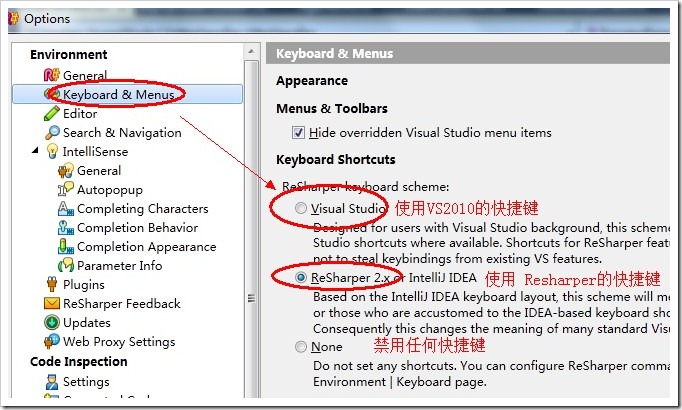 Options
Environment
General
Keyboard & Menus
Editor
Search & Navigation
IntelliSense
General
Autopopup
Completing Characters
Completion Behavior
Completion Appearance
Parameter Info
Plugins
ReSharper Feedback
Updates
Web Proxy Settings
Code Inspection
Settings
Keyboard & Menus
Appearance
Menus & Toolbars
Hide overridden Visual Studio menu items
Keyboard Shortcuts
ReSharper keyboard scheme:
Visual Studio 使用VS2010的快捷键
Designed for users with Visual Studio background, this scheme
Studio shortcuts where available. Shortcuts for ReSharper feat
not to steal keybindings from existing VS features.
ReSharper 2.x or IntelliJ IDEA 使用 Resharper的快捷键
Based on the IntelliJ IDEA keyboard layout, this scheme will me
or those who are accustomed to the IDEA-based keyboard sho
Consequently this changes the meaning of many standard Visu
None 禁用任何快捷键
Do not set any shortcuts. You can configure ReSharper comma
Environment | Keyboard page.